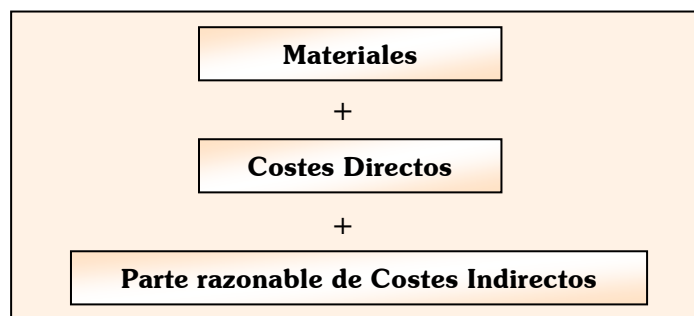 Materiales
+
Costes Directos
+
Parte razonable de Costes Indirectos